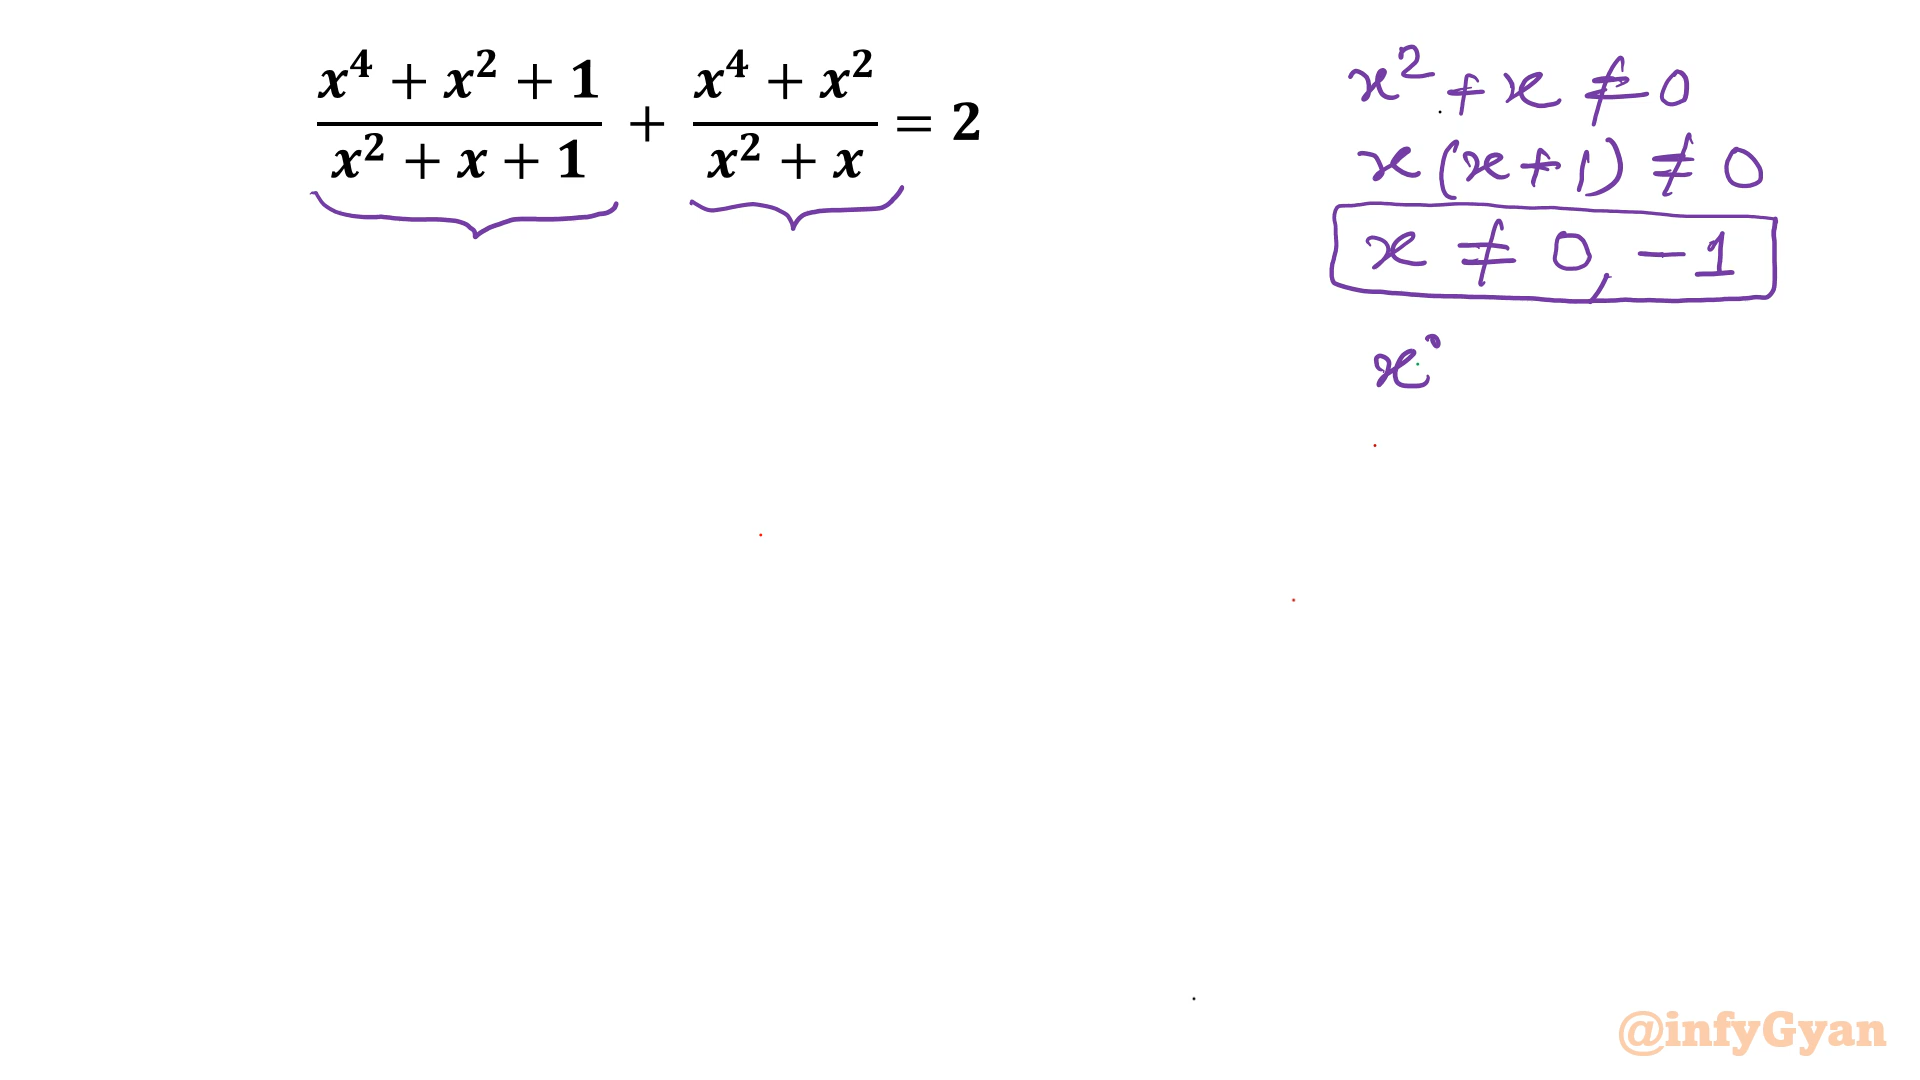 x⁴ + x² + 1 / x² + x + 1 + x⁴ + x² / x² + x = 2
x² + x ≠ 0
x (x + 1) ≠ 0
x ≠ 0, -1
x
@infyGyan